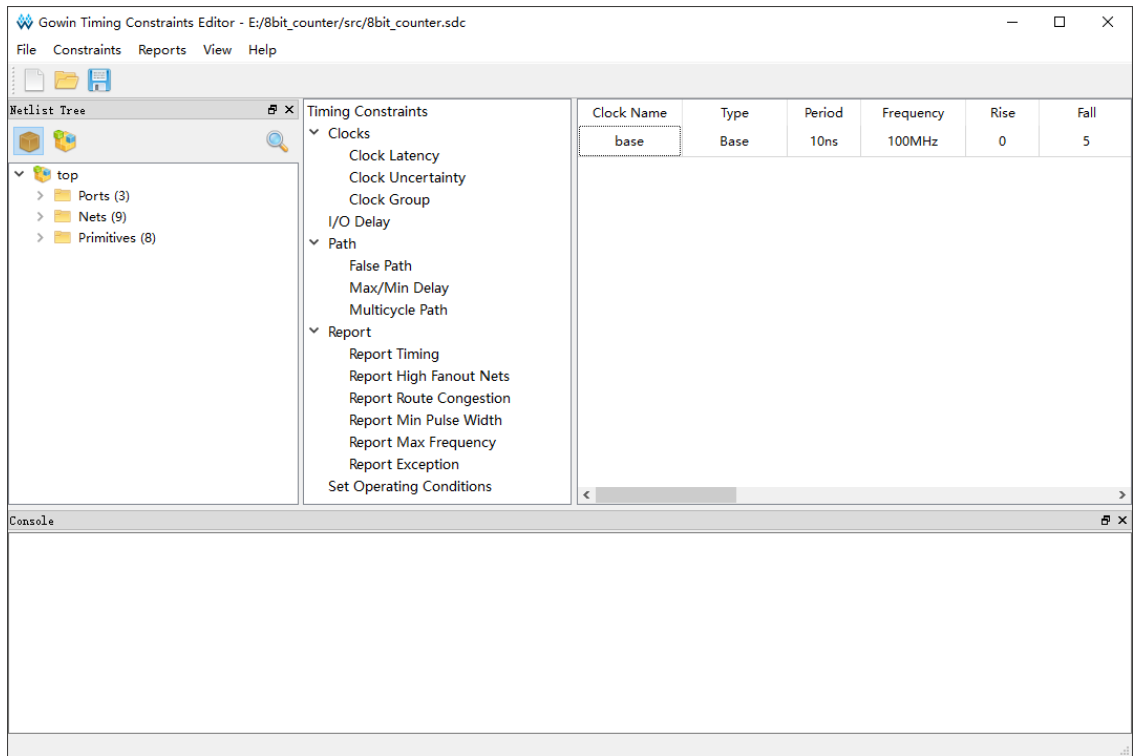 Gowin Timing Constraints Editor - E:/8bit_counter/src/8bit_counter.sdc
File Constraints Reports View Help
Netlist Tree
top
Ports (3)
Nets (9)
Primitives (8)
Timing Constraints
Clocks
Clock Latency
Clock Uncertainty
Clock Group
I/O Delay
Path
False Path
Max/Min Delay
Multicycle Path
Report
Report Timing
Report High Fanout Nets
Report Route Congestion
Report Min Pulse Width
Report Max Frequency
Report Exception
Set Operating Conditions
Clock Name Type Period Frequency Rise Fall
base Base 10ns 100MHz 0 5
Console